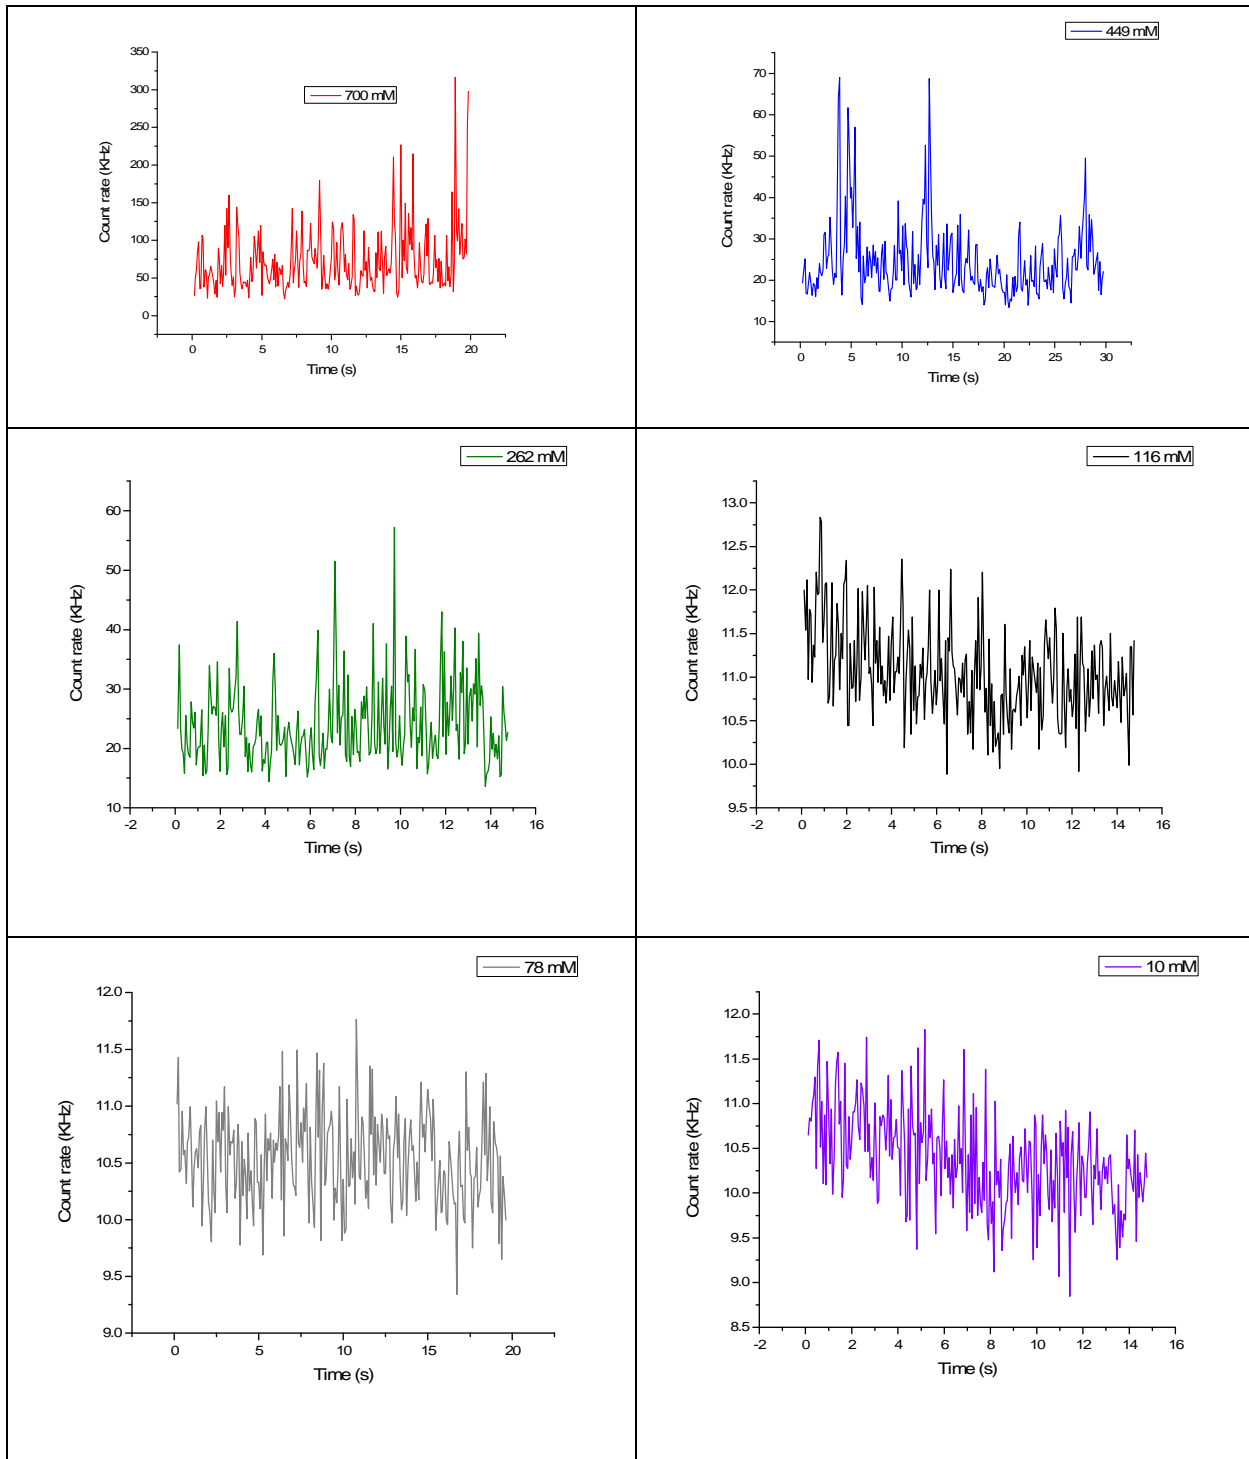 700 mM
350
300
250
200
150
100
50
0
Count rate (KHz)
0 5 10 15 20
Time (s)
449 mM
70
60
50
40
30
20
10
Count rate (KHz)
0 5 10 15 20 25 30
Time (s)
262 mM
60
50
40
30
20
10
Count rate (KHz)
-2 0 2 4 6 8 10 12 14 16
Time (s)
116 mM
13.0
12.5
12.0
11.5
11.0
10.5
10.0
9.5
Count rate (KHz)
-2 0 2 4 6 8 10 12 14 16
Time (s)
78 mM
12.0
11.5
11.0
10.5
10.0
9.5
9.0
Count rate (KHz)
0 5 10 15 20
Time (s)
10 mM
12.0
11.5
11.0
10.5
10.0
9.5
9.0
8.5
Count rate (KHz)
-2 0 2 4 6 8 10 12 14 16
Time (s)